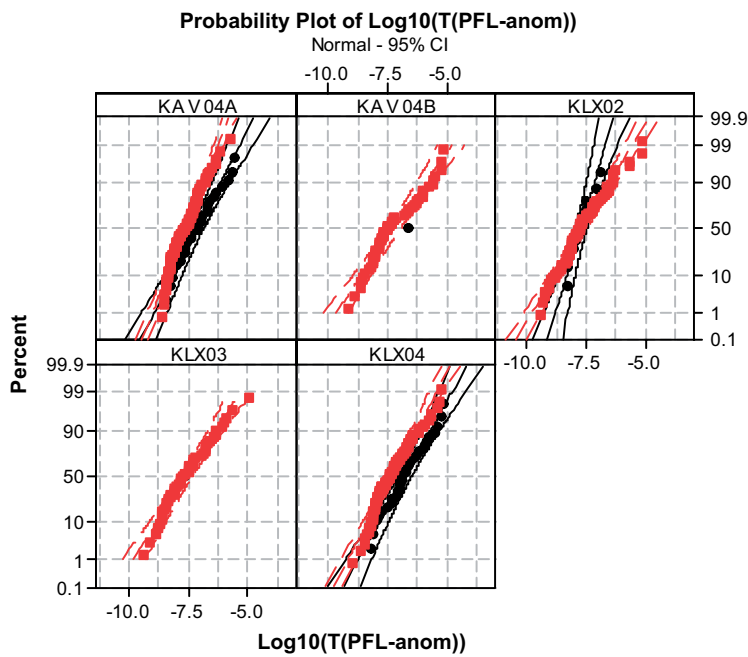 Probability Plot of Log10(T(PFL-anom))
Normal - 95% CI
-10.0 -7.5 -5.0
KAV04A KAV04B KLX02
99.9
99
90
50
10
1
0.1
-10.0 -7.5 -5.0
KLX03 KLX04
99.9
99
90
50
10
1
0.1
-10.0 -7.5 -5.0
Percent
Log10(T(PFL-anom))